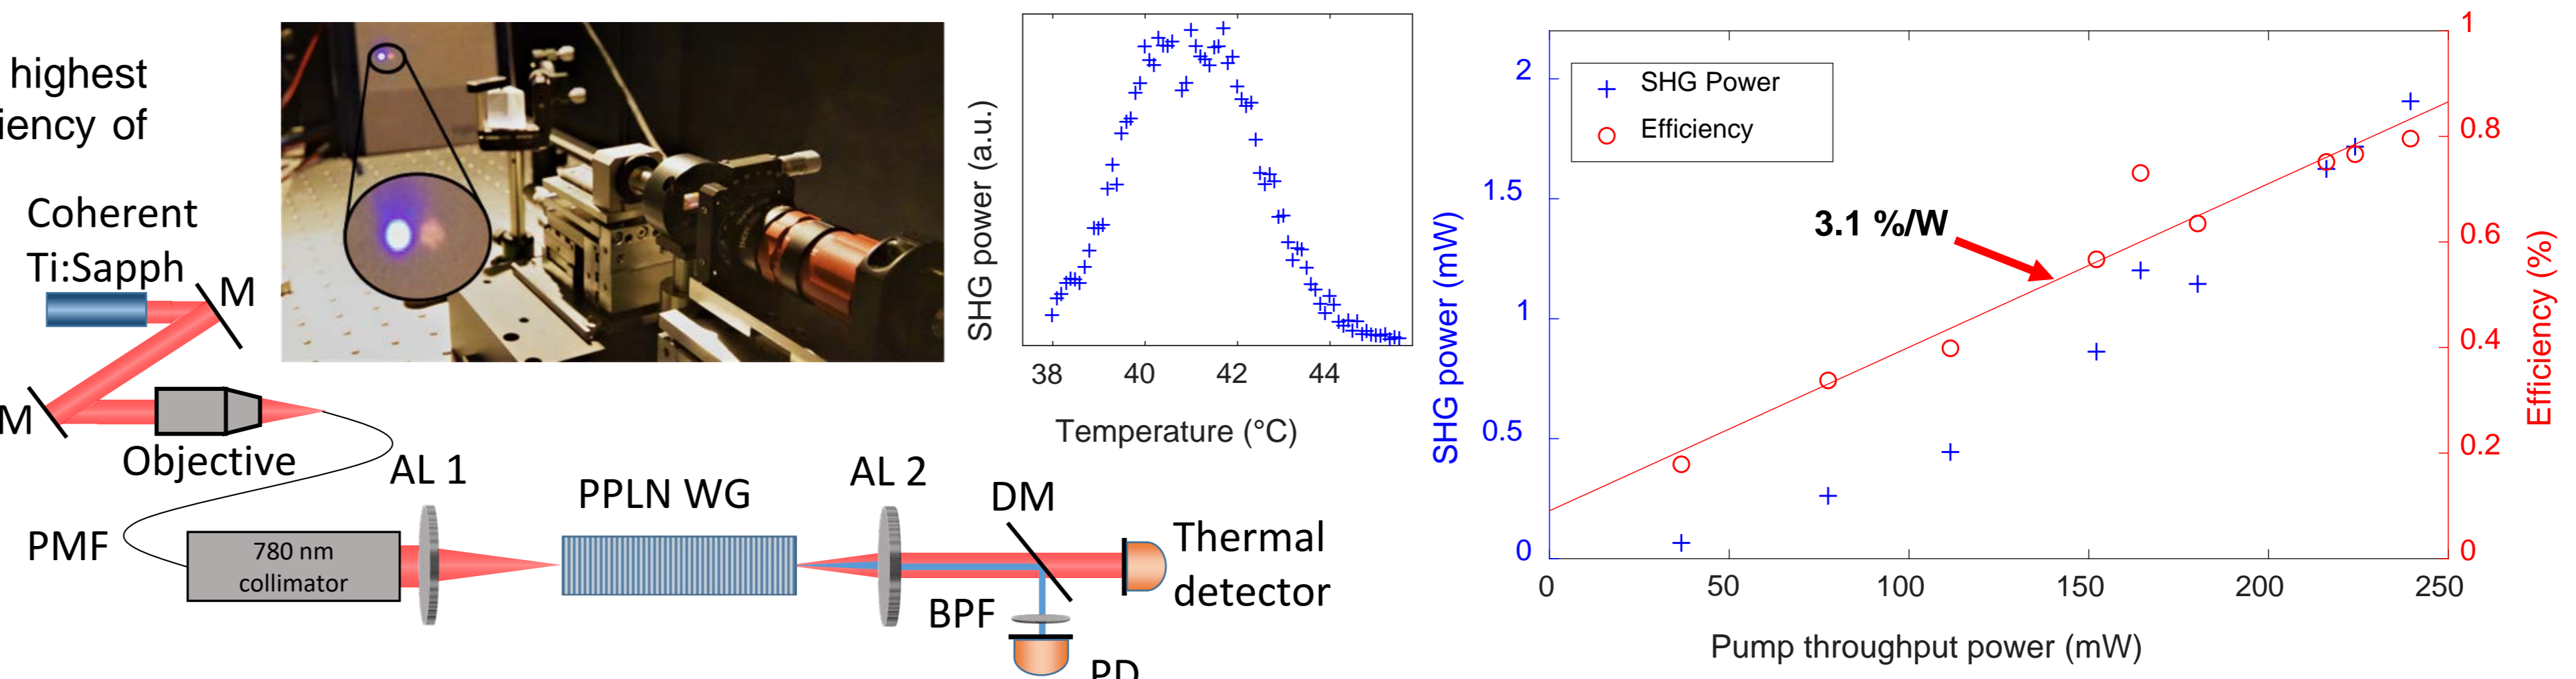 highest
iency of
Coherent
Ti:Sapph
M
M
Objective
PMF
780 nm
collimator
AL 1
PPLN WG
AL 2
DM
Thermal
detector
BPF
PD
SHG power (a.u.)
38 40 42 44
Temperature (°C)
SHG Power
Efficiency
3.1 %/W
SHG power (mW)
2
1.5
1
0.5
0
0 50 100 150 200 250
Pump throughput power (mW)
1
0.8
0.6
0.4
0.2
0
Efficiency (%)